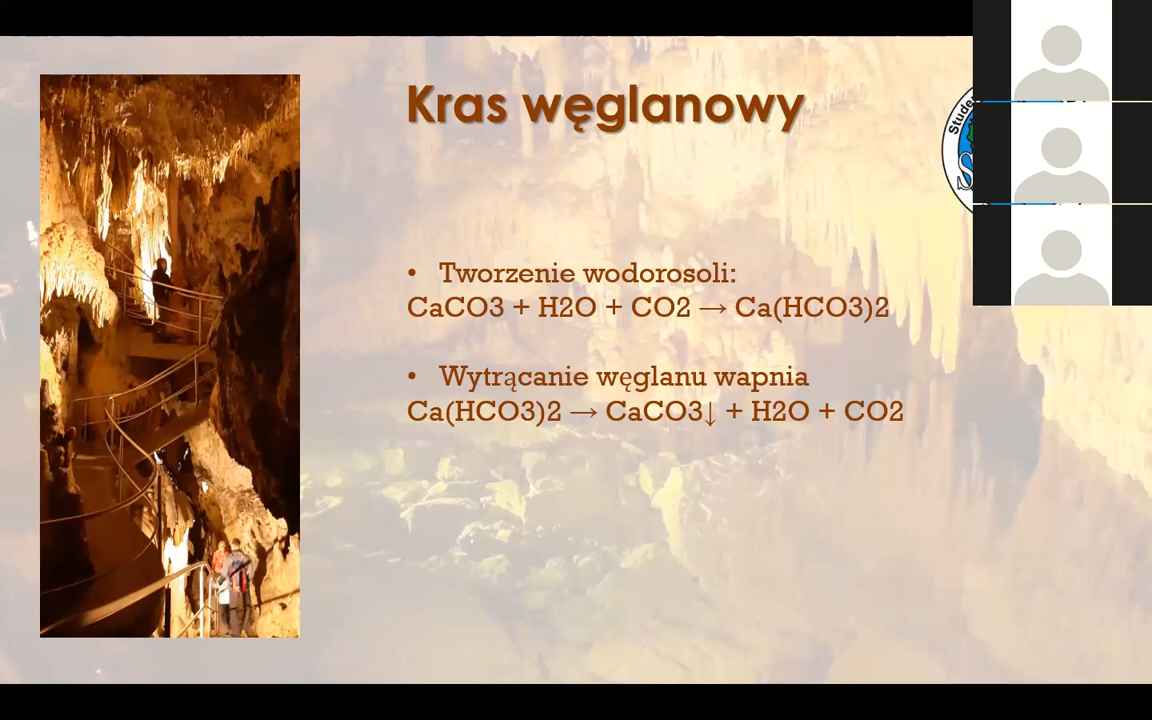 Kras węglanowy
• Tworzenie wodorosoli:
CaCO3 + H2O + CO2 → Ca(HCO3)2
• Wytrącanie węglanu wapnia
Ca(HCO3)2 → CaCO3↓ + H2O + CO2